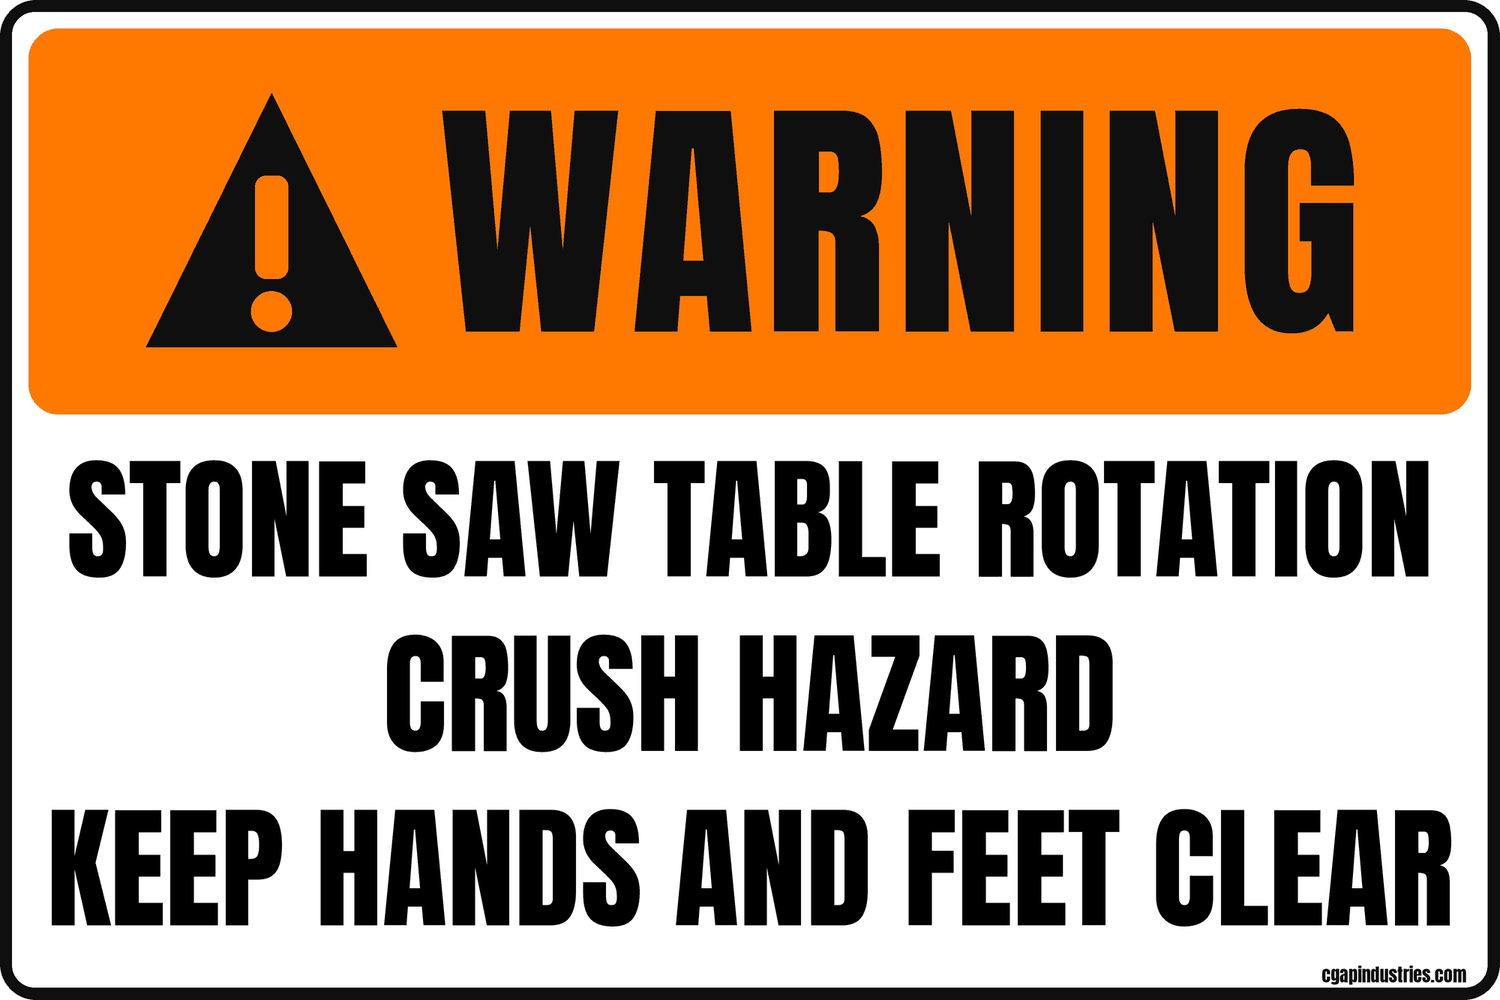 WARNING
STONE SAW TABLE ROTATION
CRUSH HAZARD
KEEP HANDS AND FEET CLEAR
cgapindustries.com